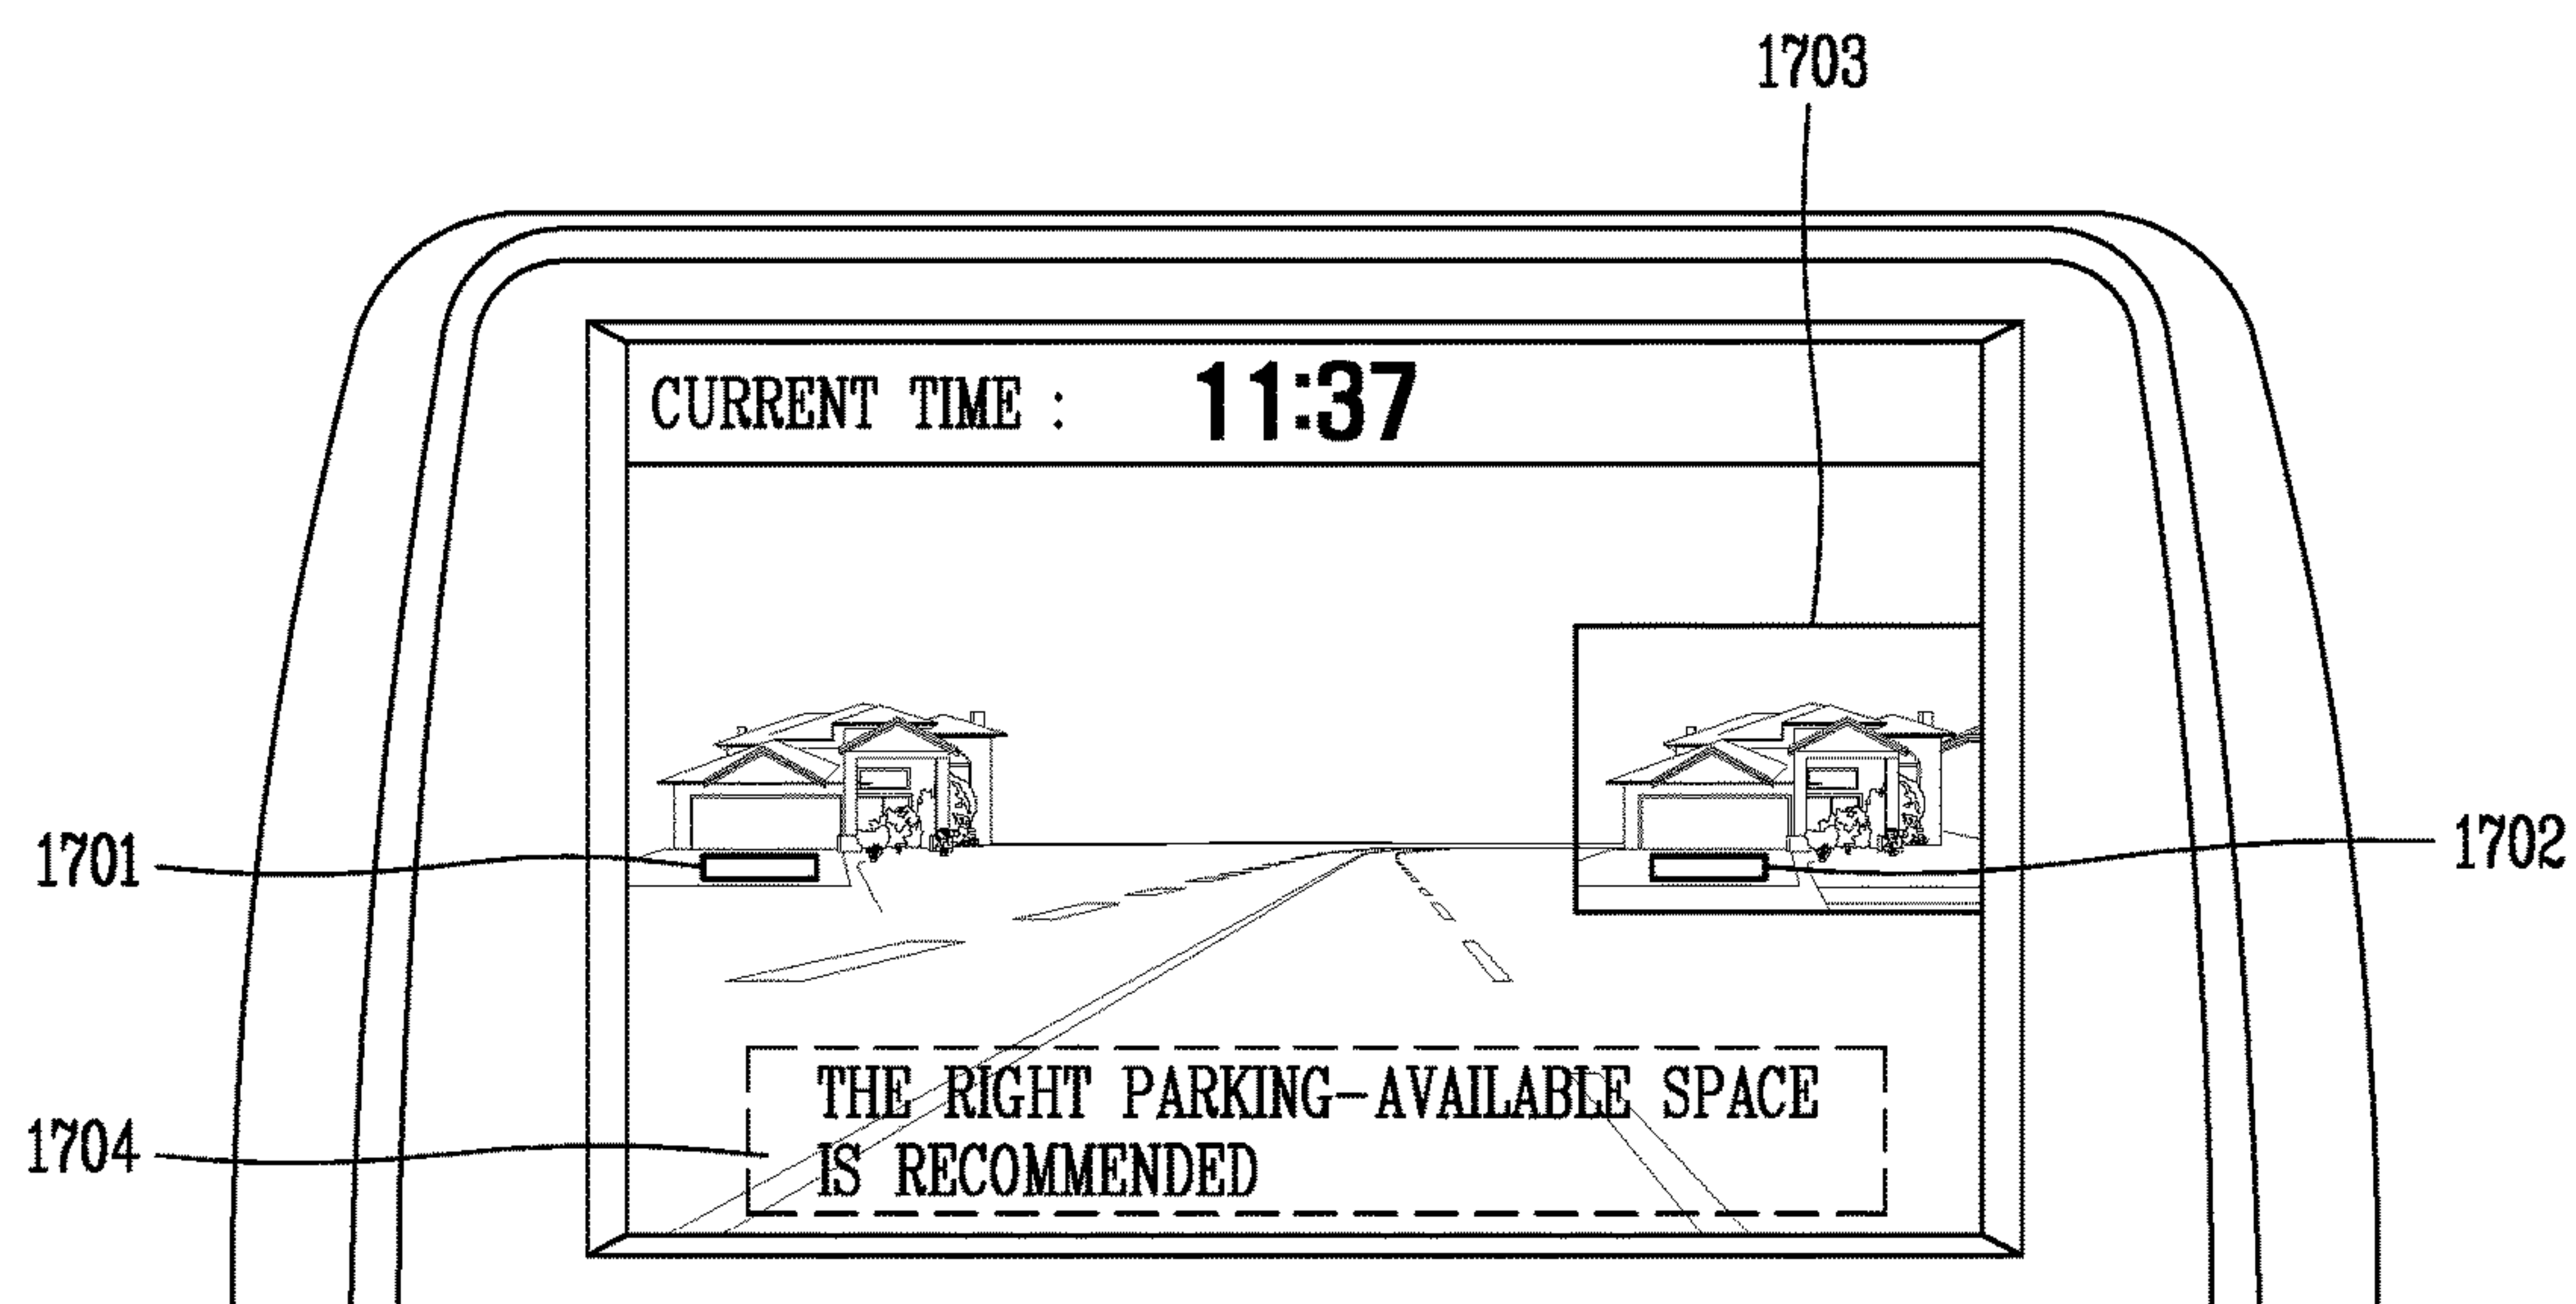 1703
CURRENT TIME : 11:37
1701
1702
THE RIGHT PARKING-AVAILABLE SPACE
IS RECOMMENDED
1704